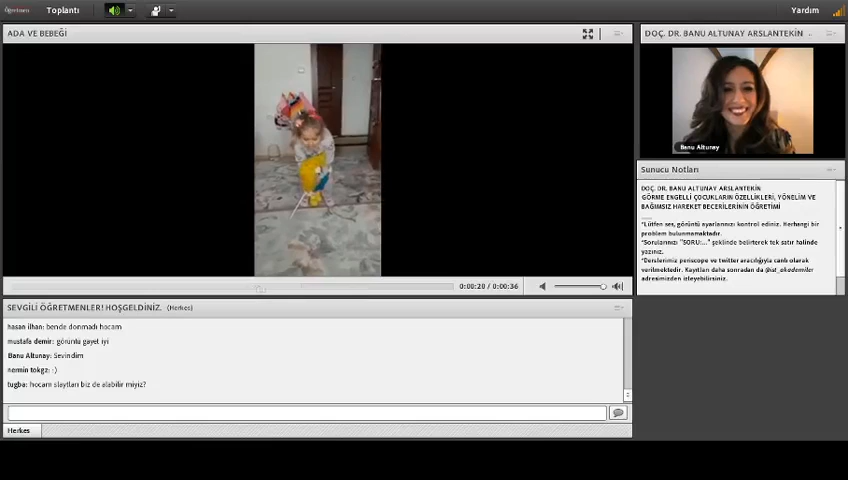 öğretmen Toplantı Yardım
ADA VE BEBEĞİ
0:00:20 / 0:00:36
SEVGİLİ ÖĞRETMENLER! HOŞGELDİNİZ. (Herkes)
hasan ilhan: bende donmadı hocam
mustafa demir: görüntü gayet iyi
Banu Altunay: Sevindim
nermin tokgz: :)
tugba: hocam slaytları biz de alabilir miyiz?
Herkes
DOÇ. DR. BANU ALTUNAY ARSLANTEKİN
Banu Altunay
Sunucu Notları
DOÇ. DR. BANU ALTUNAY ARSLANTEKİN
GÖRME ENGELLİ ÇOCUKLARIN ÖZELLİKLERİ, YÖNELİM VE
BAĞIMSIZ HAREKET BECERİLERİNİN ÖĞRETİMİ
*Lütfen ses, görüntü ayarlarınızı kontrol ediniz. Herhangi bir
problem bulunmamaktadır.
*Sorularınızı "SORU:..." şeklinde belirterek tek satır halinde
yazınız.
*Derslerimiz periscope ve twitter aracılığıyla canlı olarak
verilmektedir. Kayıtları daha sonradan da @ist_akademiler
adresimizden izleyebilirsiniz.